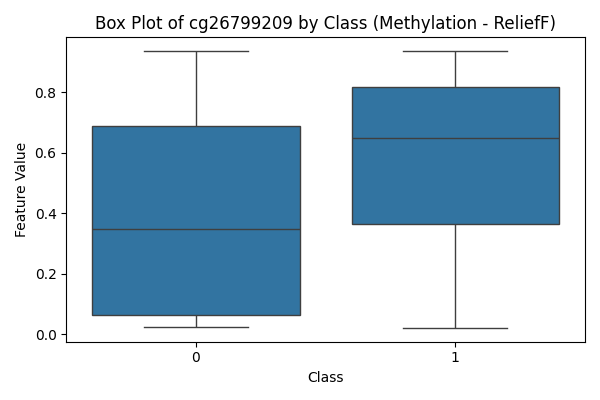 Box Plot of cg26799209 by Class (Methylation - ReliefF)
Feature Value
0.8
0.6
0.4
0.2
0.0
0 1
Class